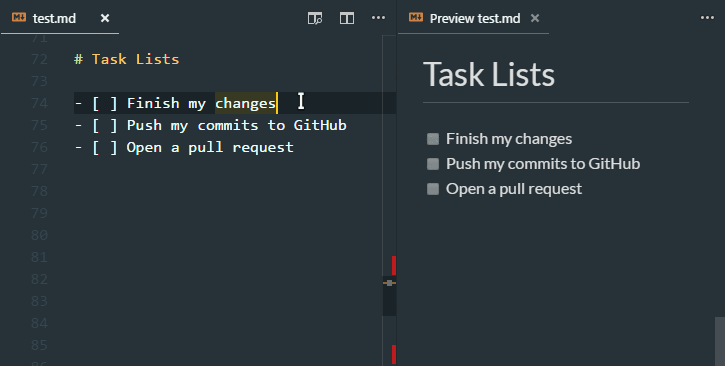 test.md
Preview test.md
71
72 # Task Lists
73
74 - [ ] Finish my changes
75 - [ ] Push my commits to GitHub
76 - [ ] Open a pull request
77
78
79
80
81
82
83
84
85
86
Task Lists
Finish my changes
Push my commits to GitHub
Open a pull request